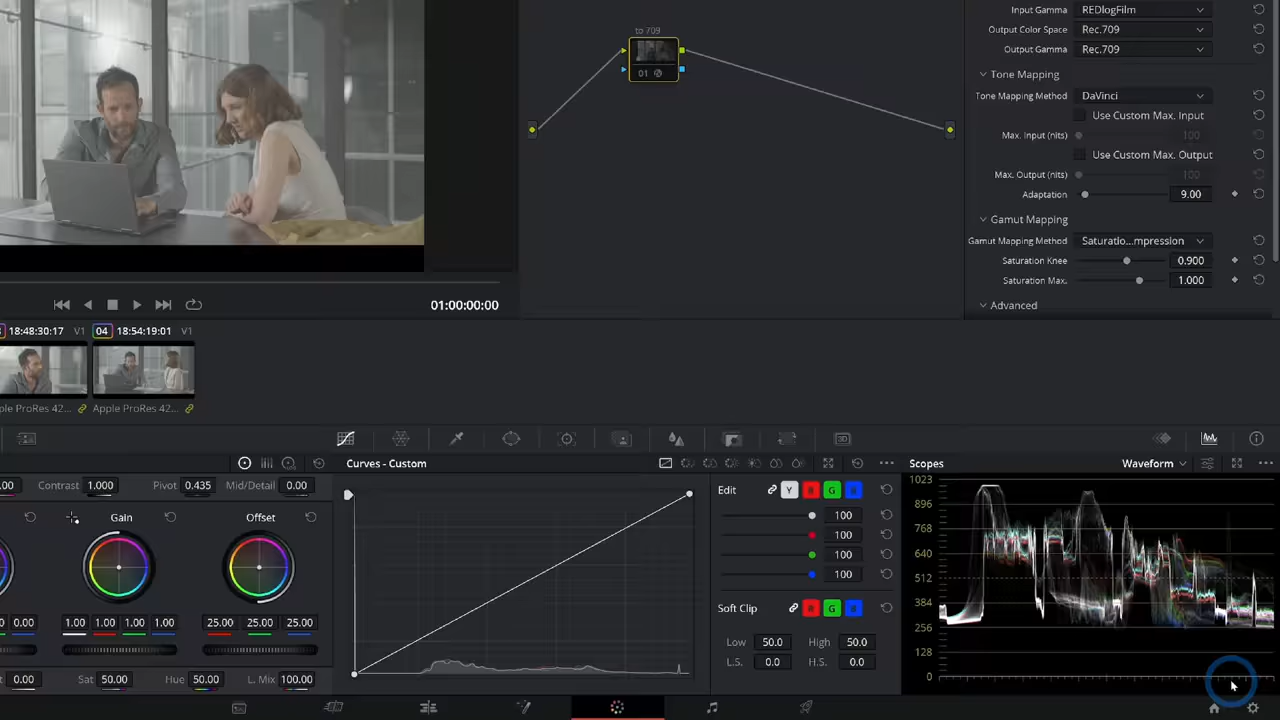 Input Gamma REDlogFilm
Output Color Space Rec.709
Output Gamma Rec.709
Tone Mapping
Tone Mapping Method DaVinci
Use Custom Max. Input
Max. Input (nits) 100
Use Custom Max. Output
Max. Output (nits) 100
Adaptation 9.00
Gamut Mapping
Gamut Mapping Method Saturatio...mpression
Saturation Knee 0.900
Saturation Max. 1.000
Advanced
to 709
01
01:00:00:00
18:48:30:17 V1 04 18:54:19:01 V1
ple ProRes 42... Apple ProRes 42...
3D
Curves - Custom
Scopes Waveform
.00 Contrast 1.000 Pivot 0.435 Mid/Detail 0.00
Gain Offset
0.00 1.00 1.00 1.00 1.00 25.00 25.00 25.00
t 0.00 Sat 50.00 Hue 50.00 L. Mix 100.00
Edit Y R G B
100
100
100
100
Soft Clip R G B
Low 50.0 High 50.0
L.S. 0.0 H.S. 0.0
1023
896
768
640
512
384
256
128
0